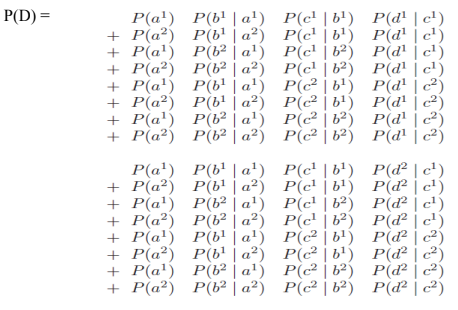 P(D) = P(a¹) P(b¹ | a¹) P(c¹ | b¹) P(d¹ | c¹)
+ P(a²) P(b¹ | a²) P(c¹ | b¹) P(d¹ | c¹)
+ P(a¹) P(b² | a¹) P(c¹ | b²) P(d¹ | c¹)
+ P(a²) P(b² | a²) P(c¹ | b²) P(d¹ | c¹)
+ P(a¹) P(b¹ | a¹) P(c² | b¹) P(d¹ | c²)
+ P(a²) P(b¹ | a²) P(c² | b¹) P(d¹ | c²)
+ P(a¹) P(b² | a¹) P(c² | b²) P(d¹ | c²)
+ P(a²) P(b² | a²) P(c² | b²) P(d¹ | c²)
P(a¹) P(b¹ | a¹) P(c¹ | b¹) P(d² | c¹)
+ P(a²) P(b¹ | a²) P(c¹ | b¹) P(d² | c¹)
+ P(a¹) P(b² | a¹) P(c¹ | b²) P(d² | c¹)
+ P(a²) P(b² | a²) P(c¹ | b²) P(d² | c¹)
+ P(a¹) P(b¹ | a¹) P(c² | b¹) P(d² | c²)
+ P(a²) P(b¹ | a²) P(c² | b¹) P(d² | c²)
+ P(a¹) P(b² | a¹) P(c² | b²) P(d² | c²)
+ P(a²) P(b² | a²) P(c² | b²) P(d² | c²)